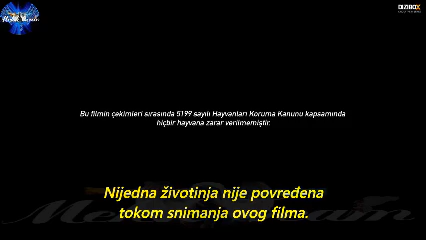 DIZIBOX
Bu filmin çekimleri sırasında 5199 sayılı Hayvanları Koruma Kanunu kapsamında
hiçbir hayvana zarar verilmemiştir.
Nijedna životinja nije povređena
tokom snimanja ovog filma.